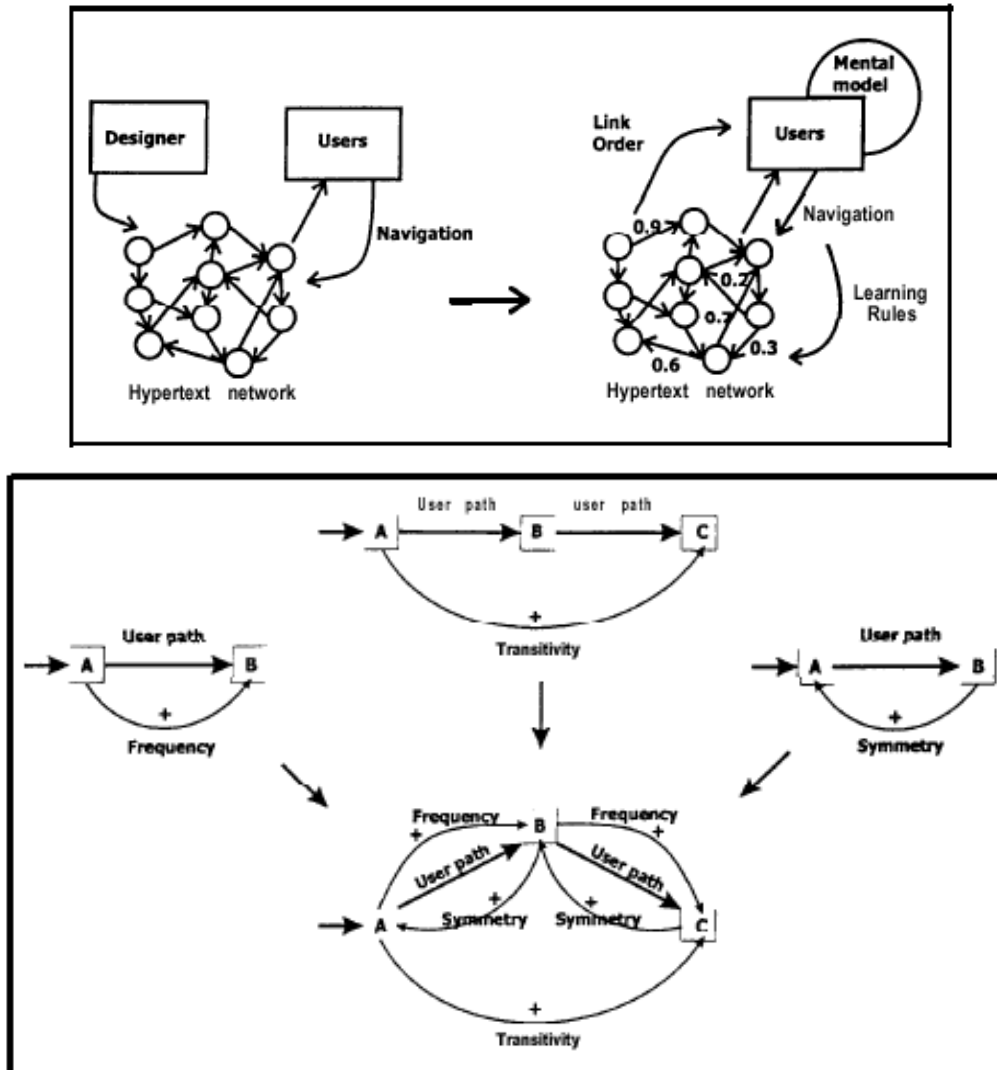 Designer
Users
Navigation
Hypertext network
Mental
model
Users
Link
Order
Navigation
Learning
Rules
0.9
0.2
0.7
0.3
0.6
Hypertext network
User path user path
A B C
+
Transitivity
User path
A B
+
Frequency
User path
A B
+
Symmetry
Frequency B Frequency
+ +
User path User path
+ +
A Symmetry Symmetry C
+
Transitivity